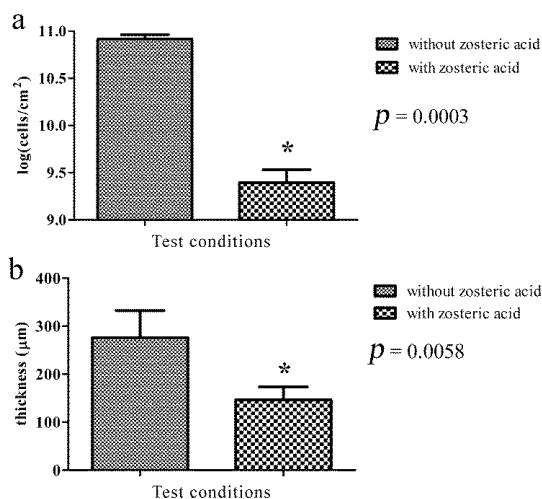 a
log(cells/cm²)
11.0
10.5
10.0
9.5
9.0
*
Test conditions
without zosteric acid
with zosteric acid
p = 0.0003
b
thickness (µm)
400
300
200
100
0
*
Test conditions
without zosteric acid
with zosteric acid
p = 0.0058